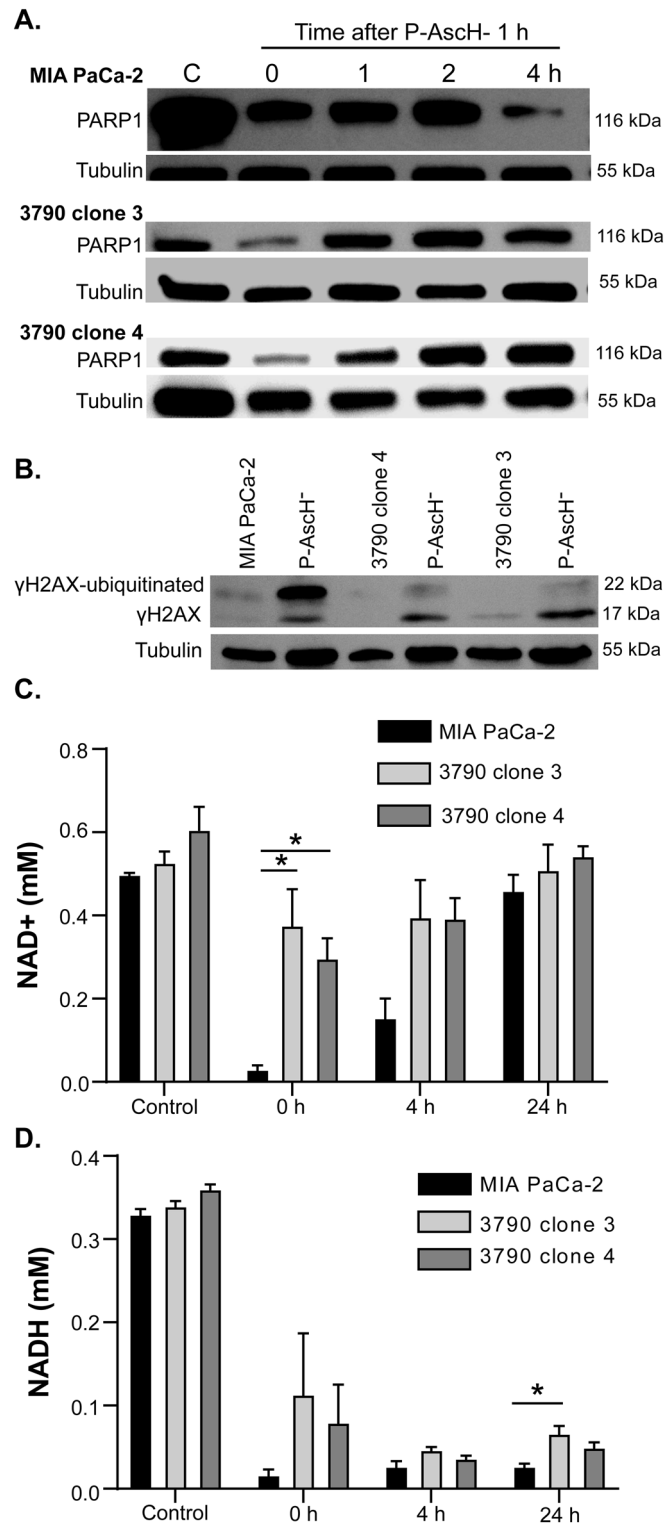 A.
Time after P-AscH- 1 h
MIA PaCa-2 C 0 1 2 4 h
PARP1 116 kDa
Tubulin 55 kDa
3790 clone 3
PARP1 116 kDa
Tubulin 55 kDa
3790 clone 4
PARP1 116 kDa
Tubulin 55 kDa
B.
MIA PaCa-2 P-AscH⁻ 3790 clone 4 P-AscH⁻ 3790 clone 3 P-AscH⁻
γH2AX-ubiquitinated 22 kDa
γH2AX 17 kDa
Tubulin 55 kDa
C.
MIA PaCa-2
3790 clone 3
3790 clone 4
NAD+ (mM)
0.8
0.6
0.4
0.2
0.0
* *
Control 0 h 4 h 24 h
D.
MIA PaCa-2
3790 clone 3
3790 clone 4
NADH (mM)
0.4
0.3
0.2
0.1
0.0
*
Control 0 h 4 h 24 h